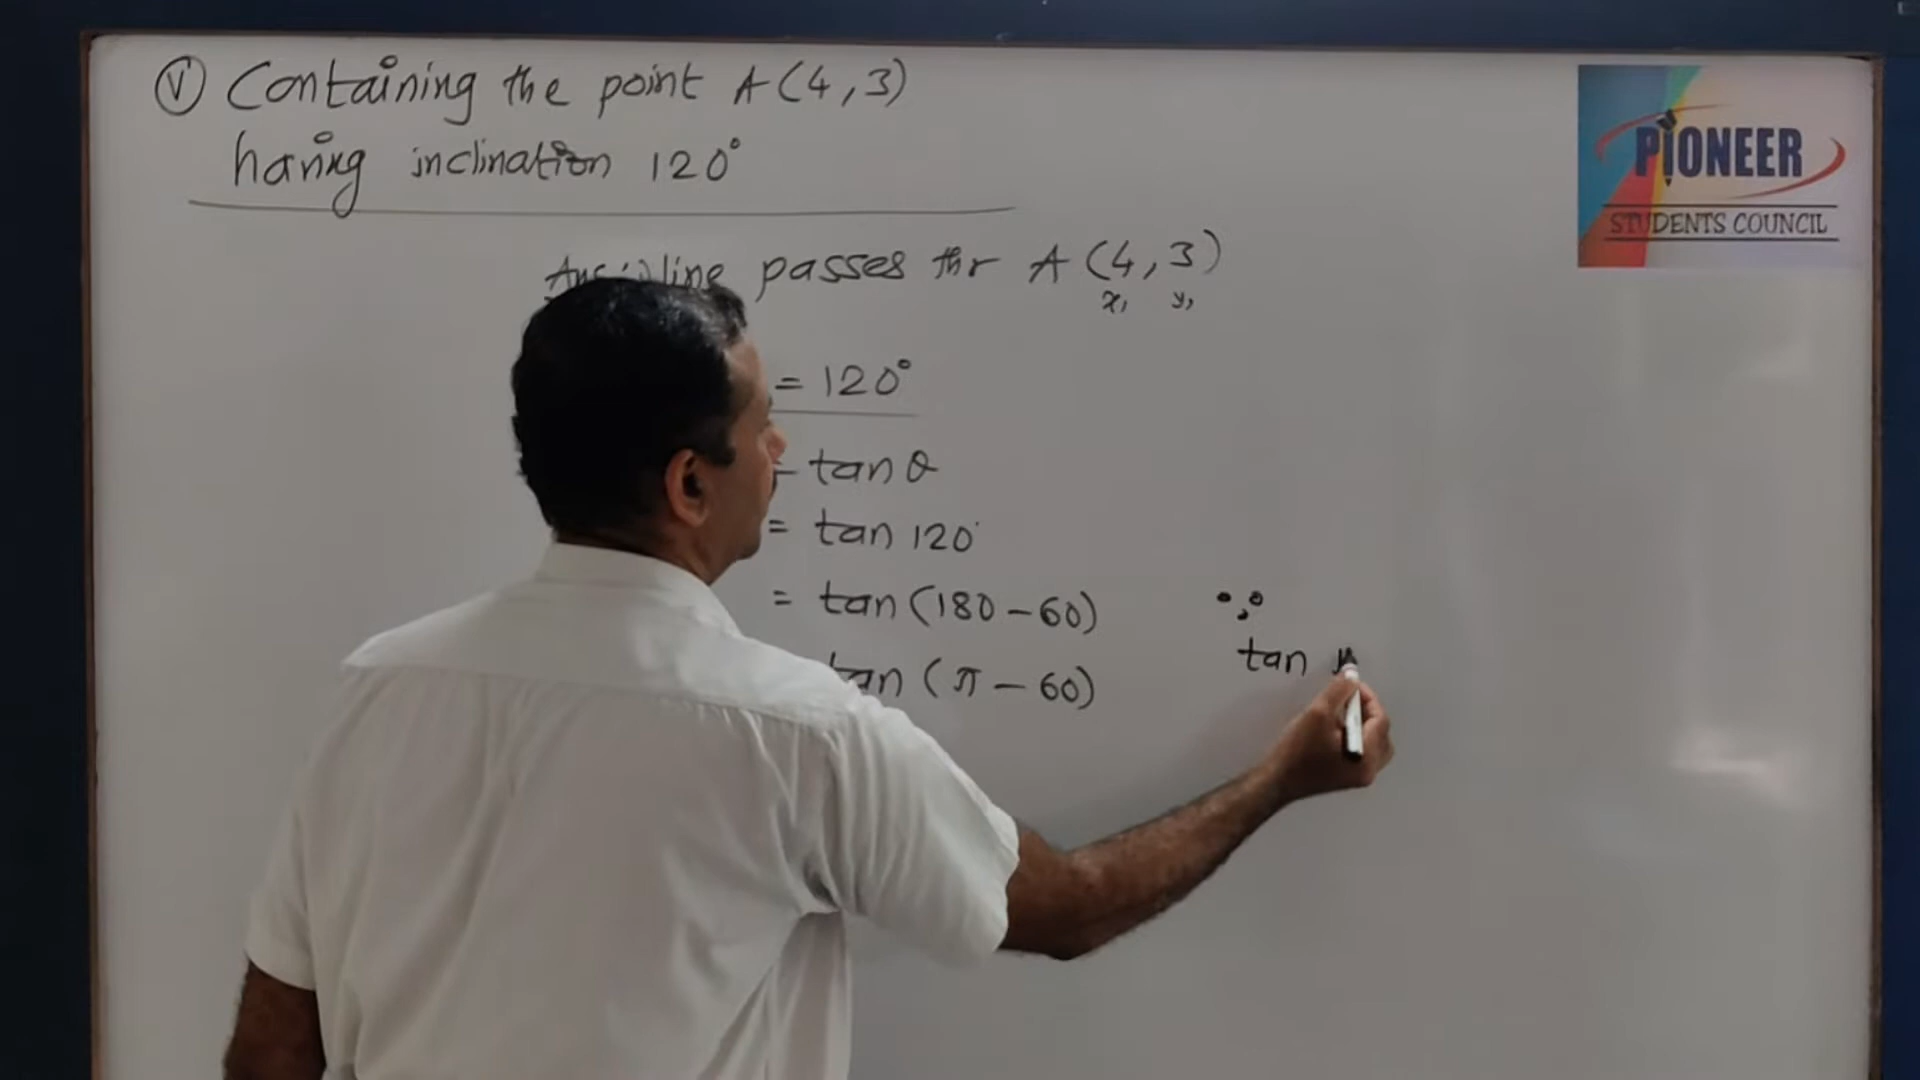 Ⓥ Containing the point A(4,3)
having inclination 120°
Ans:) line passes thr A (4,3)
x₁ y₁
= 120°
= tan θ
= tan 120°
= tan (180 - 60)
tan (π - 60)
∵
tan
PIONEER
STUDENTS COUNCIL